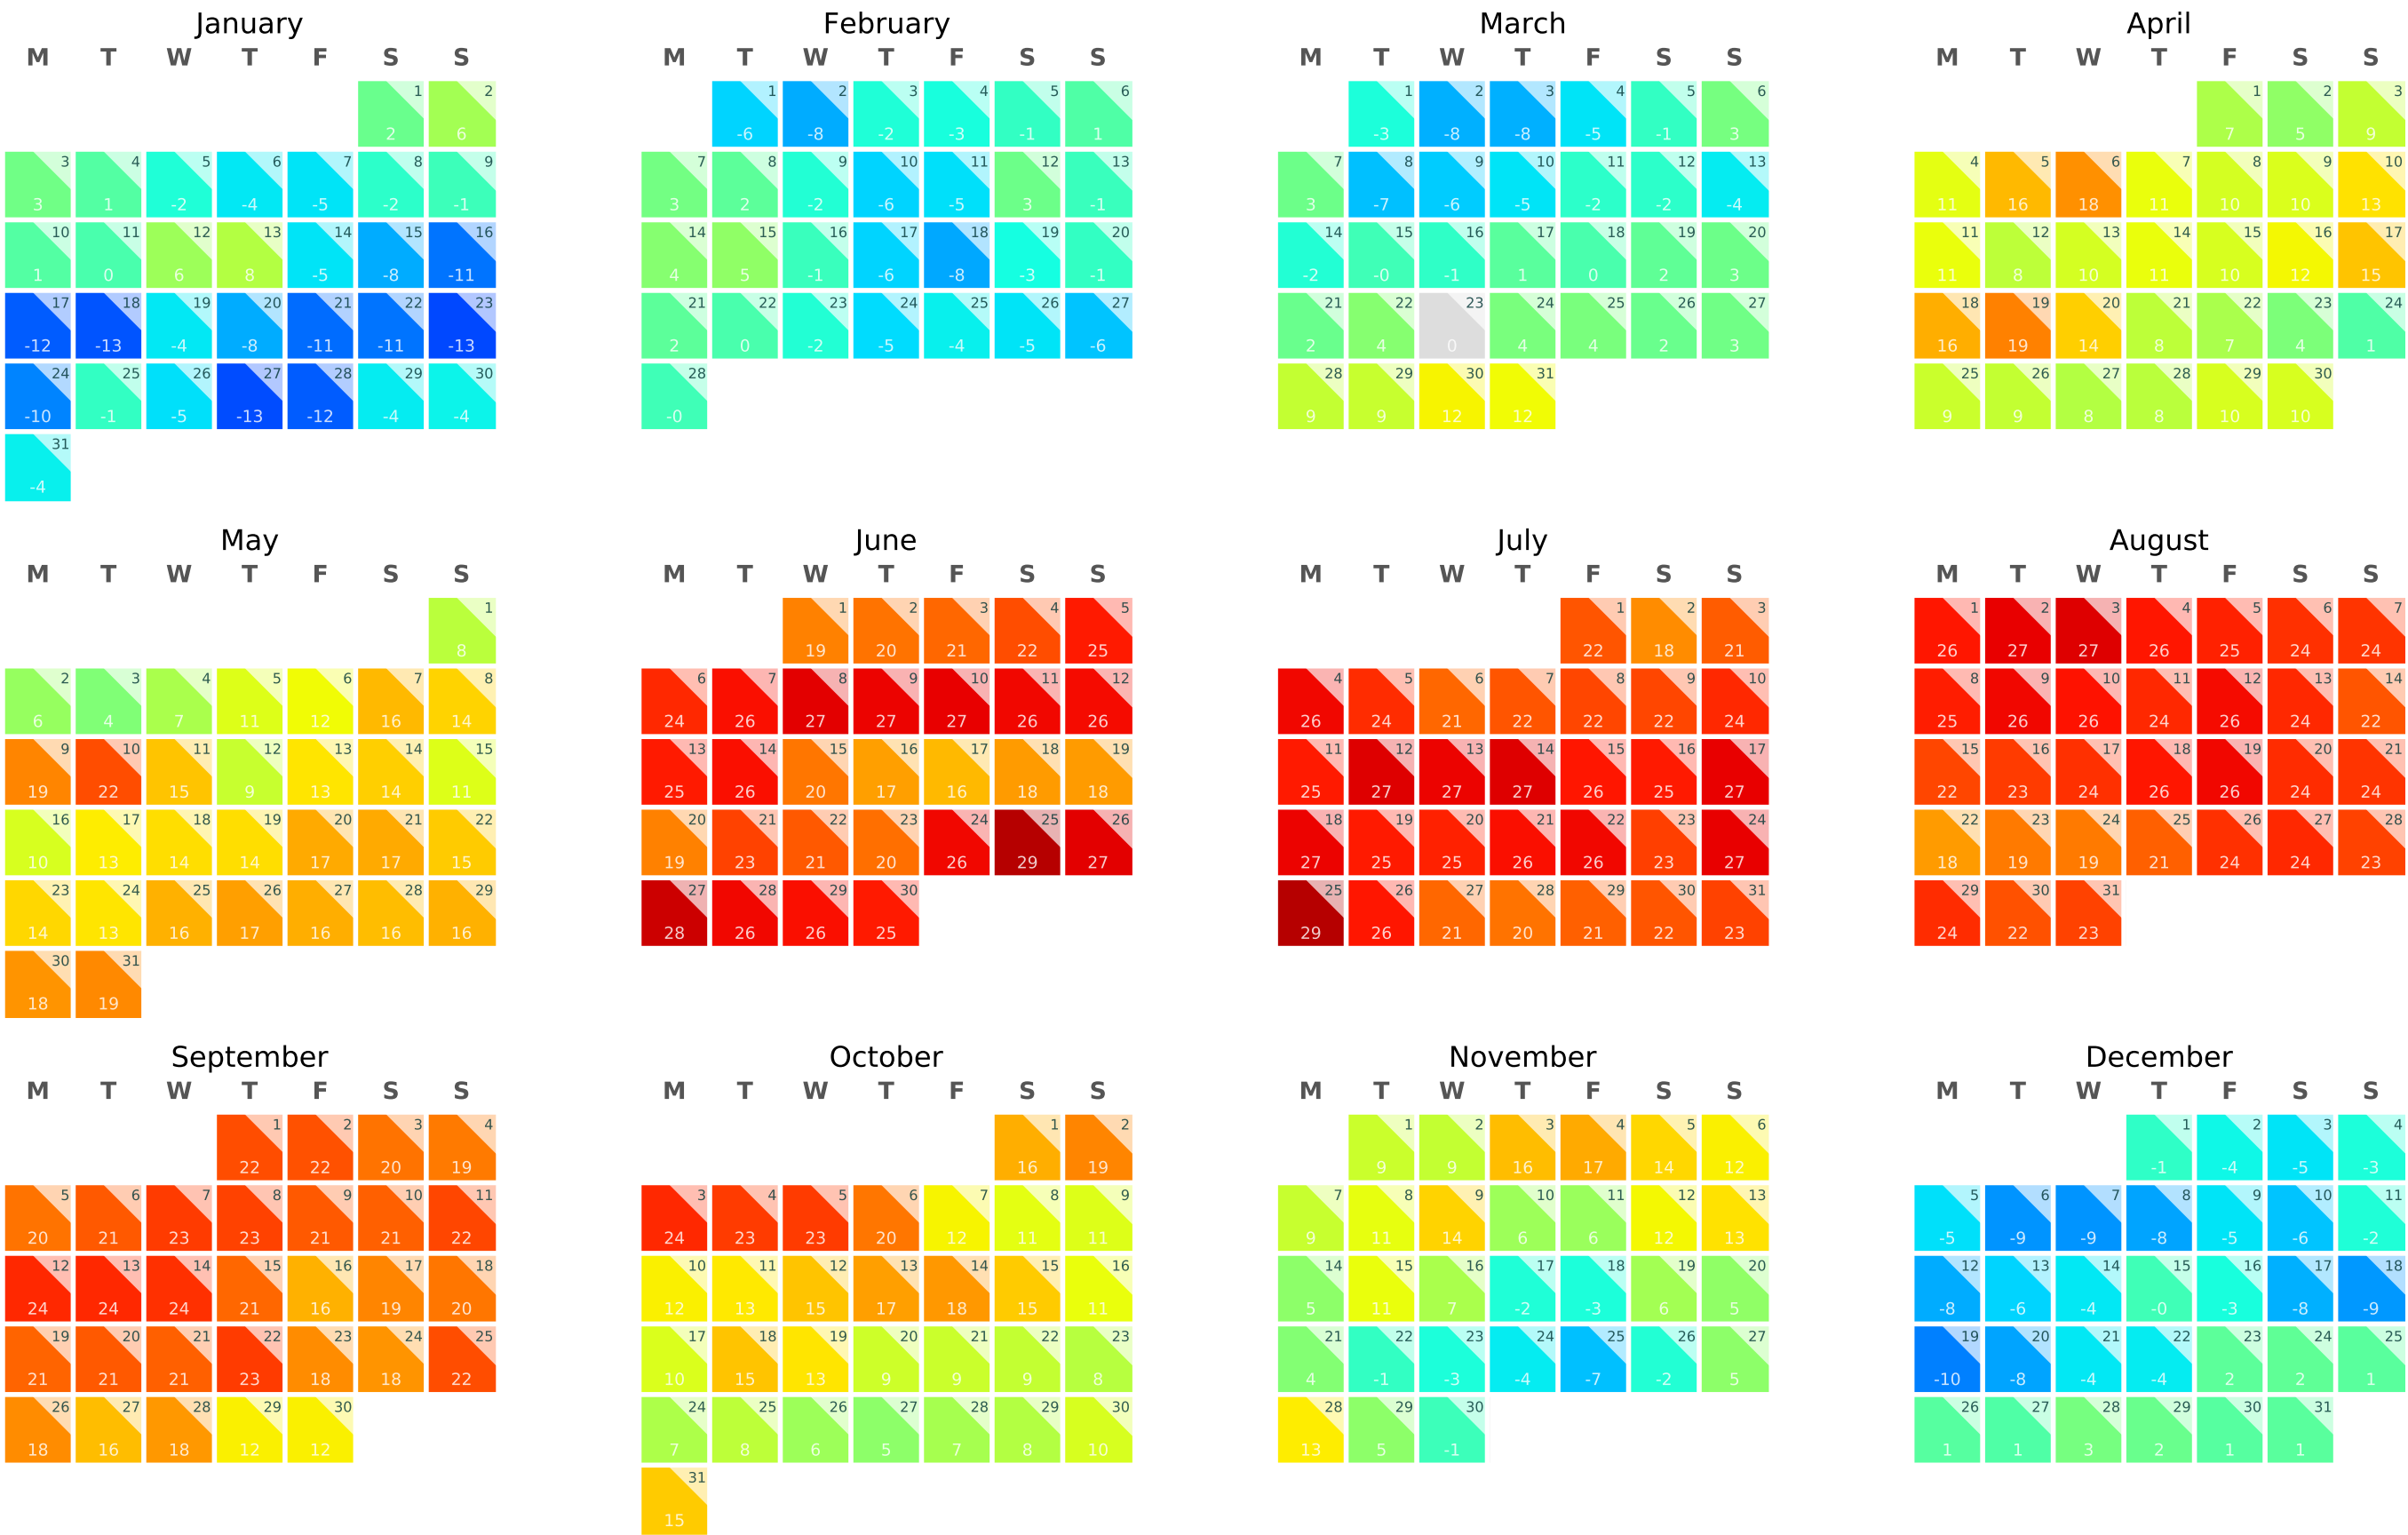 January February March April
M T W T F S S M T W T F S S M T W T F S S M T W T F S S
1 2 1 2 3 4 5 6 1 2 3 4 5 6 1 2 3
2 6 -6 -8 -2 -3 -1 1 -3 -8 -8 -5 -1 3 7 5 9
3 4 5 6 7 8 9 7 8 9 10 11 12 13 7 8 9 10 11 12 13 4 5 6 7 8 9 10
3 1 -2 -4 -5 -2 -1 3 2 -2 -6 -5 3 -1 3 -7 -6 -5 -2 -2 -4 11 16 18 11 10 10 13
10 11 12 13 14 15 16 14 15 16 17 18 19 20 14 15 16 17 18 19 20 11 12 13 14 15 16 17
1 0 6 8 -5 -8 -11 4 5 -1 -6 -8 -3 -1 -2 -0 -1 1 0 2 3 11 8 10 11 10 12 15
17 18 19 20 21 22 23 21 22 23 24 25 26 27 21 22 23 24 25 26 27 18 19 20 21 22 23 24
-12 -13 -4 -8 -11 -11 -13 2 0 -2 -5 -4 -5 -6 2 4 0 4 4 2 3 16 19 14 8 7 4 1
24 25 26 27 28 29 30 28 28 29 30 31 25 26 27 28 29 30
-10 -1 -5 -13 -12 -4 -4 -0 9 9 12 12 9 9 8 8 10 10
31
-4
May June July August
M T W T F S S M T W T F S S M T W T F S S M T W T F S S
1 1 2 3 4 5 1 2 3 1 2 3 4 5 6 7
8 19 20 21 22 25 22 18 21 26 27 27 26 25 24 24
2 3 4 5 6 7 8 6 7 8 9 10 11 12 4 5 6 7 8 9 10 8 9 10 11 12 13 14
6 4 7 11 12 16 14 24 26 27 27 27 26 26 26 24 21 22 22 22 24 25 26 26 24 26 24 22
9 10 11 12 13 14 15 13 14 15 16 17 18 19 11 12 13 14 15 16 17 15 16 17 18 19 20 21
19 22 15 9 13 14 11 25 26 20 17 16 18 18 25 27 27 27 26 25 27 22 23 24 26 26 24 24
16 17 18 19 20 21 22 20 21 22 23 24 25 26 18 19 20 21 22 23 24 22 23 24 25 26 27 28
10 13 14 14 17 17 15 19 23 21 20 26 29 27 27 25 25 26 26 23 27 18 19 19 21 24 24 23
23 24 25 26 27 28 29 27 28 29 30 25 26 27 28 29 30 31 29 30 31
14 13 16 17 16 16 16 28 26 26 25 29 26 21 20 21 22 23 24 22 23
30 31
18 19
September October November December
M T W T F S S M T W T F S S M T W T F S S M T W T F S S
1 2 3 4 1 2 1 2 3 4 5 6 1 2 3 4
22 22 20 19 16 19 9 9 16 17 14 12 -1 -4 -5 -3
5 6 7 8 9 10 11 3 4 5 6 7 8 9 7 8 9 10 11 12 13 5 6 7 8 9 10 11
20 21 23 23 21 21 22 24 23 23 20 12 11 11 9 11 14 6 6 12 13 -5 -9 -9 -8 -5 -6 -2
12 13 14 15 16 17 18 10 11 12 13 14 15 16 14 15 16 17 18 19 20 12 13 14 15 16 17 18
24 24 24 21 16 19 20 12 13 15 17 18 15 11 5 11 7 -2 -3 6 5 -8 -6 -4 -0 -3 -8 -9
19 20 21 22 23 24 25 17 18 19 20 21 22 23 21 22 23 24 25 26 27 19 20 21 22 23 24 25
21 21 21 23 18 18 22 10 15 13 9 9 9 8 4 -1 -3 -4 -7 -2 5 -10 -8 -4 -4 2 2 1
26 27 28 29 30 24 25 26 27 28 29 30 28 29 30 26 27 28 29 30 31
18 16 18 12 12 7 8 6 5 7 8 10 13 5 -1 1 1 3 2 1 1
31
15